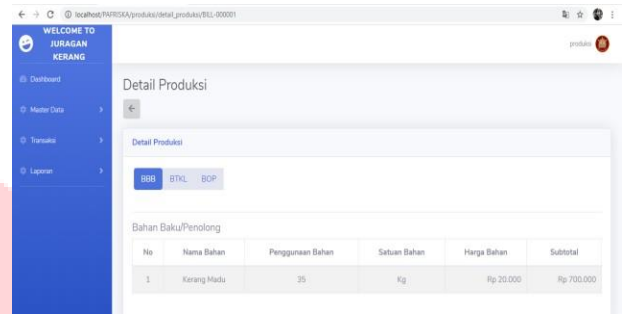 localhost/PAFRISKA/produksi/detail_produksi/BILL-000001
WELCOME TO
JURAGAN
KERANG
produksi
Dashboard
Master Data
Transaksi
Laporan
Detail Produksi
Detail Produksi
BBB BTKL BOP
Bahan Baku/Penolong
No Nama Bahan Penggunaan Bahan Satuan Bahan Harga Bahan Subtotal
1 Kerang Madu 35 Kg Rp 20.000 Rp 700.000